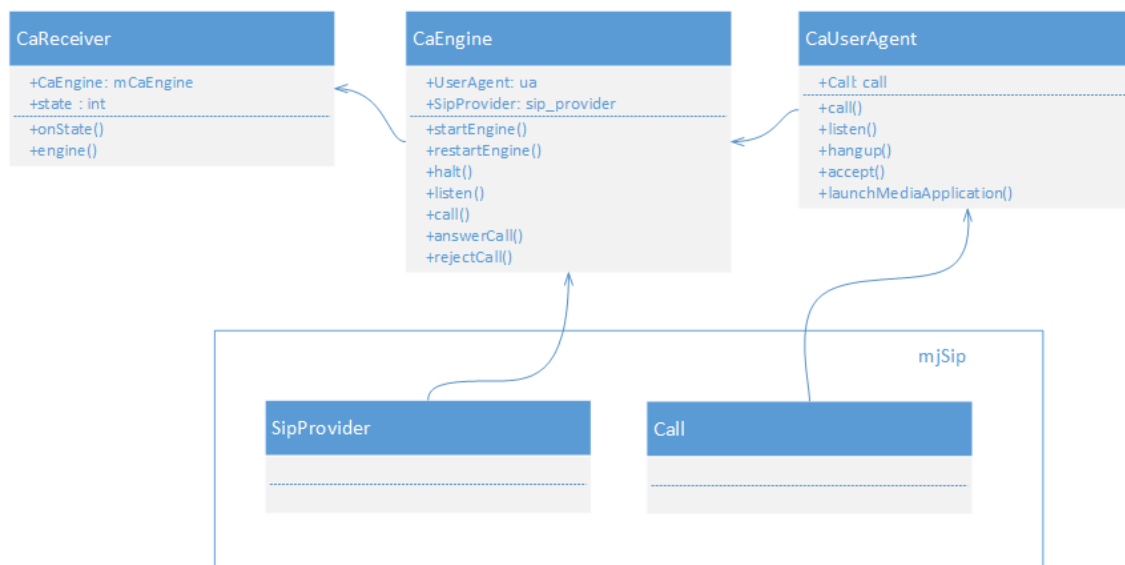 CaReceiver
+CaEngine: mCaEngine
+state : int
+onState()
+engine()
CaEngine
+UserAgent: ua
+SipProvider: sip_provider
+startEngine()
+restartEngine()
+halt()
+listen()
+call()
+answerCall()
+rejectCall()
CaUserAgent
+Call: call
+call()
+listen()
+hangup()
+accept()
+launchMediaApplication()
mjSip
SipProvider
Call